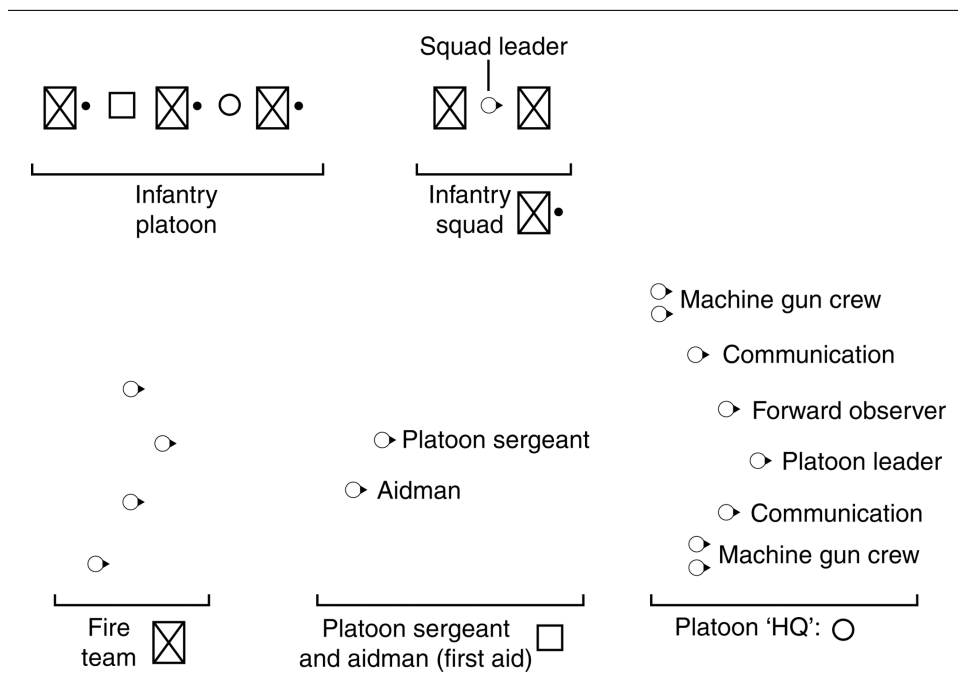 Squad leader
Infantry
platoon
Infantry
squad
Machine gun crew
Communication
Forward observer
Platoon sergeant
Platoon leader
Aidman
Communication
Machine gun crew
Fire
team
Platoon sergeant
and aidman (first aid)
Platoon ‘HQ’: